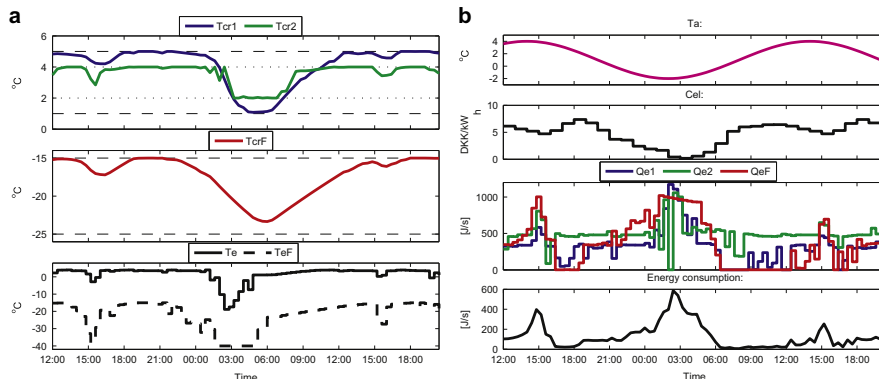 a
Tcr1 Tcr2
6
4
2
0
°C
TcrF
-15
-20
-25
°C
Te TeF
0
-10
-20
-30
-40
°C
12:00 15:00 18:00 21:00 00:00 03:00 06:00 09:00 12:00 15:00 18:00
Time
b
Ta:
4
2
0
-2
°C
Cel:
10
5
0
DKK/kW
h
Qe1 Qe2 QeF
1000
500
0
[J/s]
Energy consumption:
600
400
200
0
[J/s]
12:00 15:00 18:00 21:00 00:00 03:00 06:00 09:00 12:00 15:00 18:00
Time